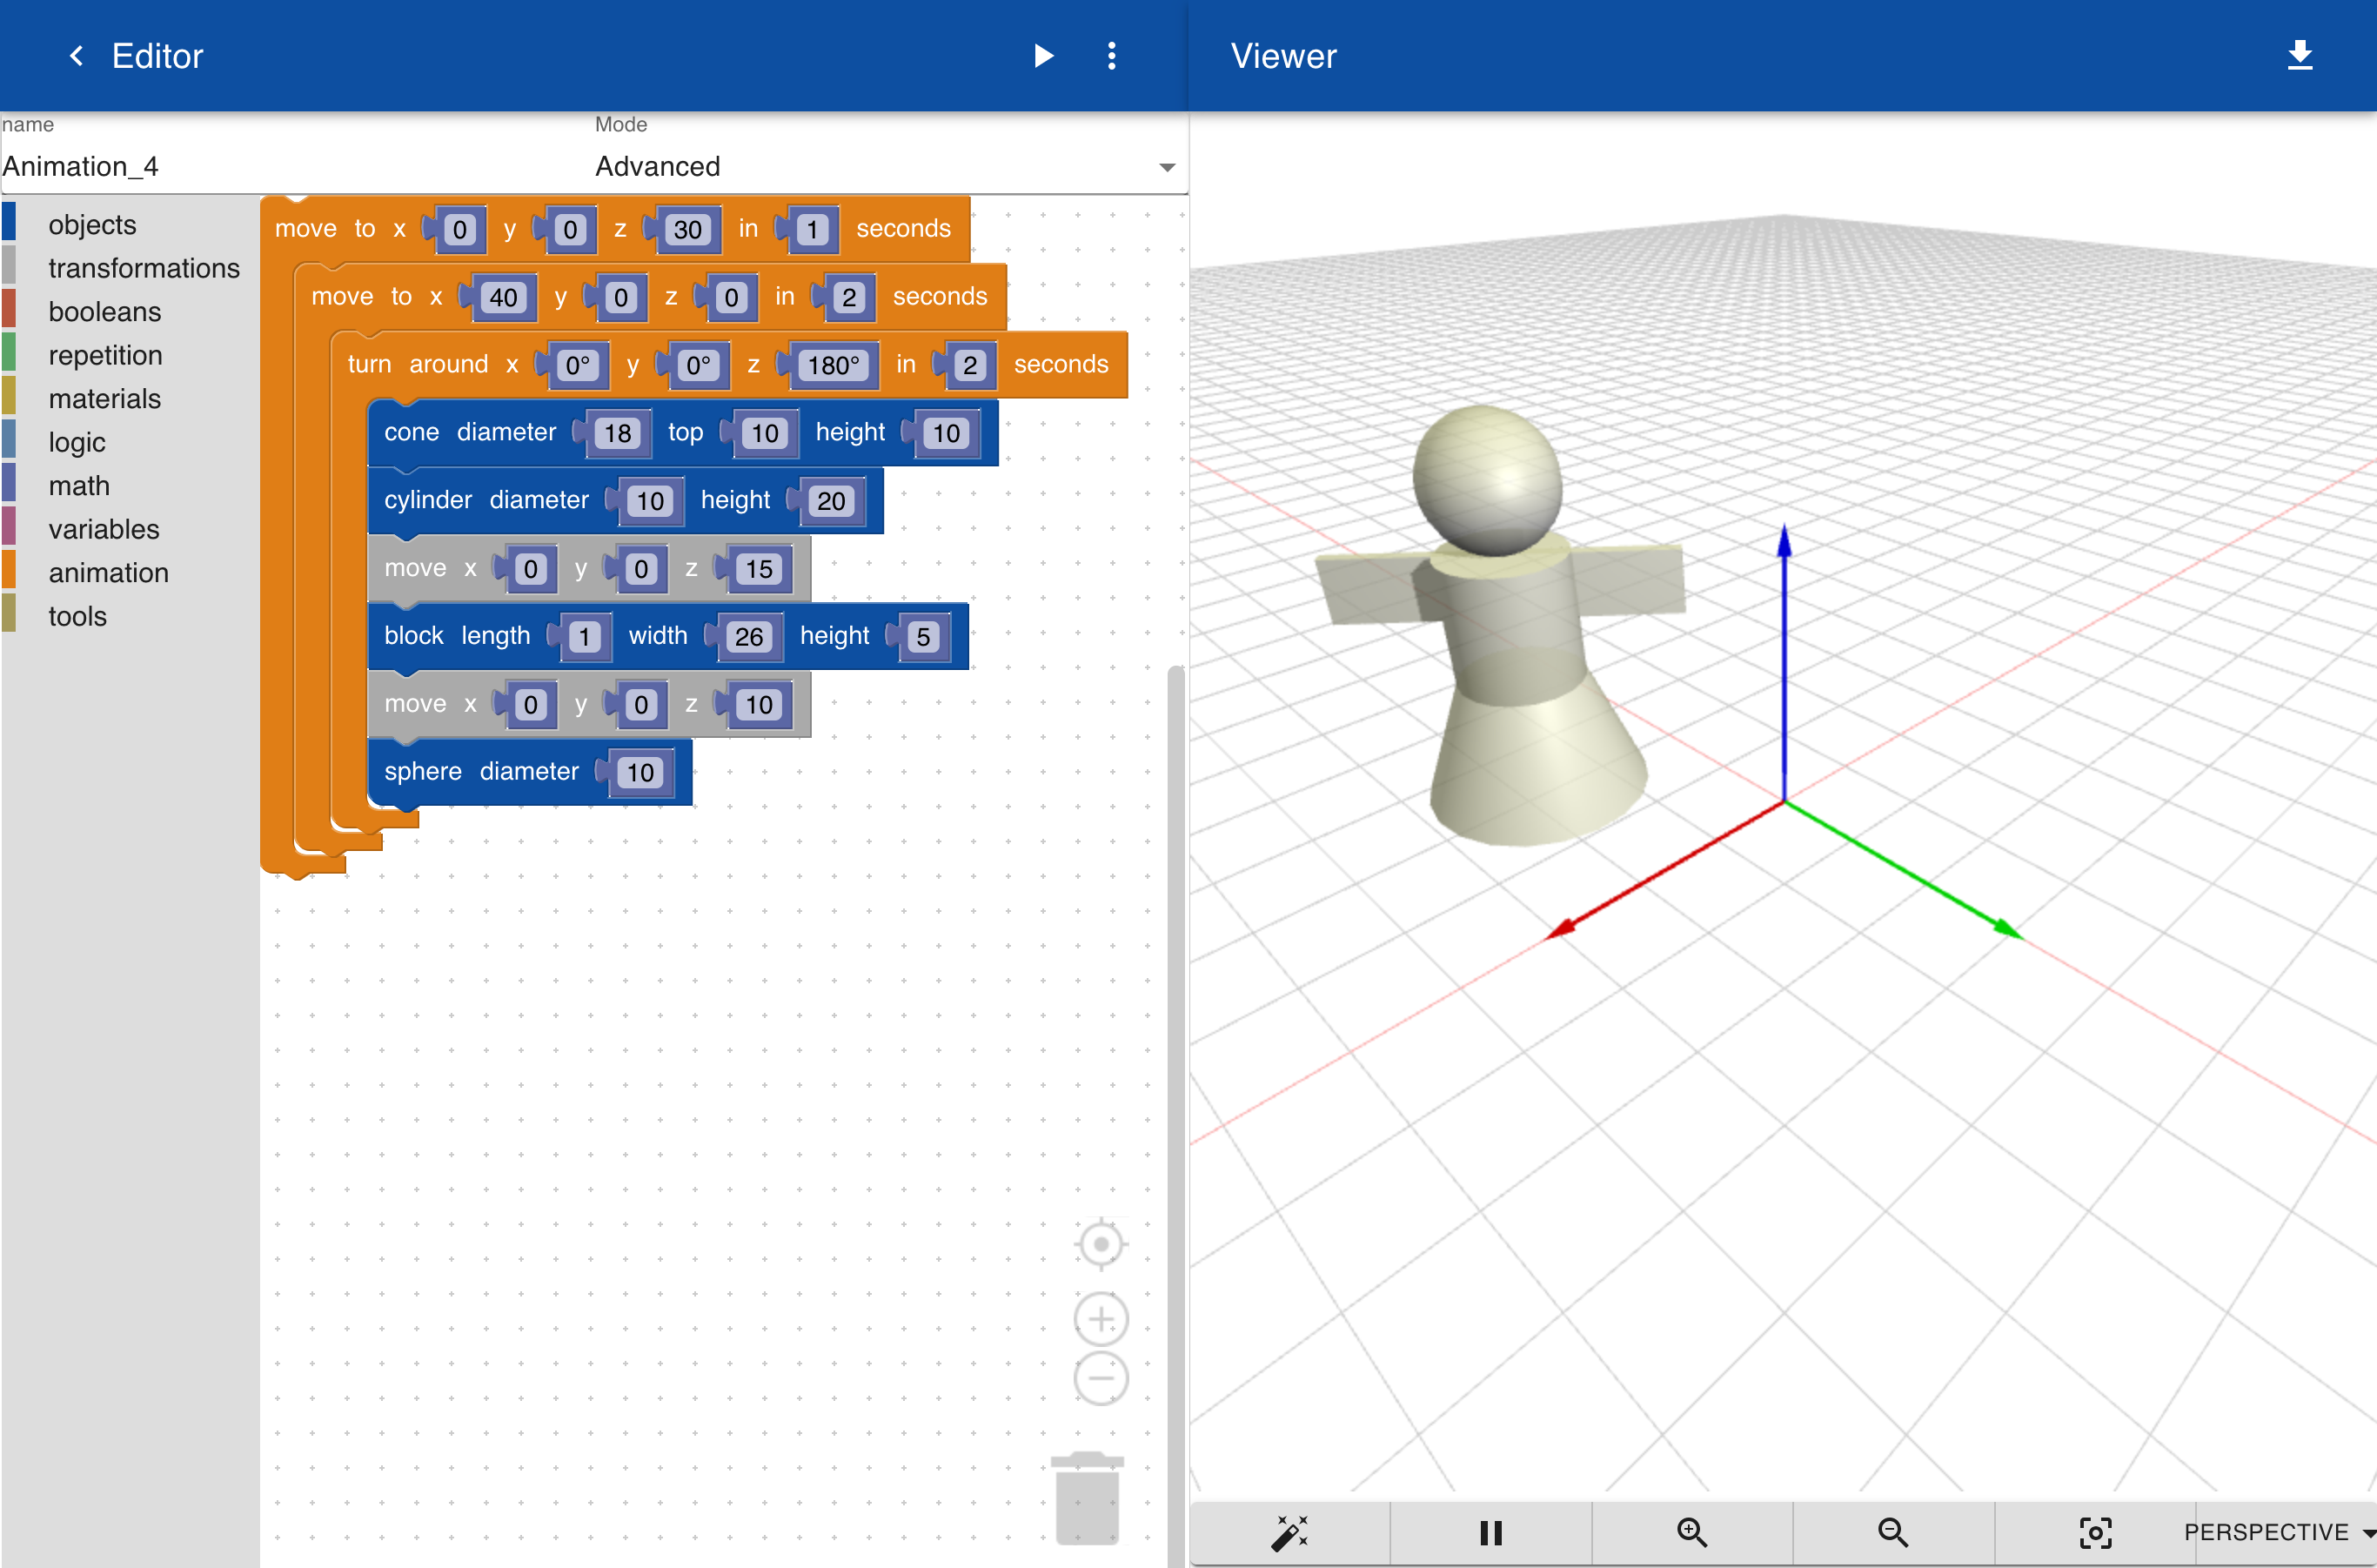 Editor
Viewer
name
Mode
Animation_4
Advanced
objects
transformations
booleans
repetition
materials
logic
math
variables
animation
tools
move to x 0 y 0 z 30 in 1 seconds
move to x 40 y 0 z 0 in 2 seconds
turn around x 0° y 0° z 180° in 2 seconds
cone diameter 18 top 10 height 10
cylinder diameter 10 height 20
move x 0 y 0 z 15
block length 1 width 26 height 5
move x 0 y 0 z 10
sphere diameter 10
PERSPECTIVE